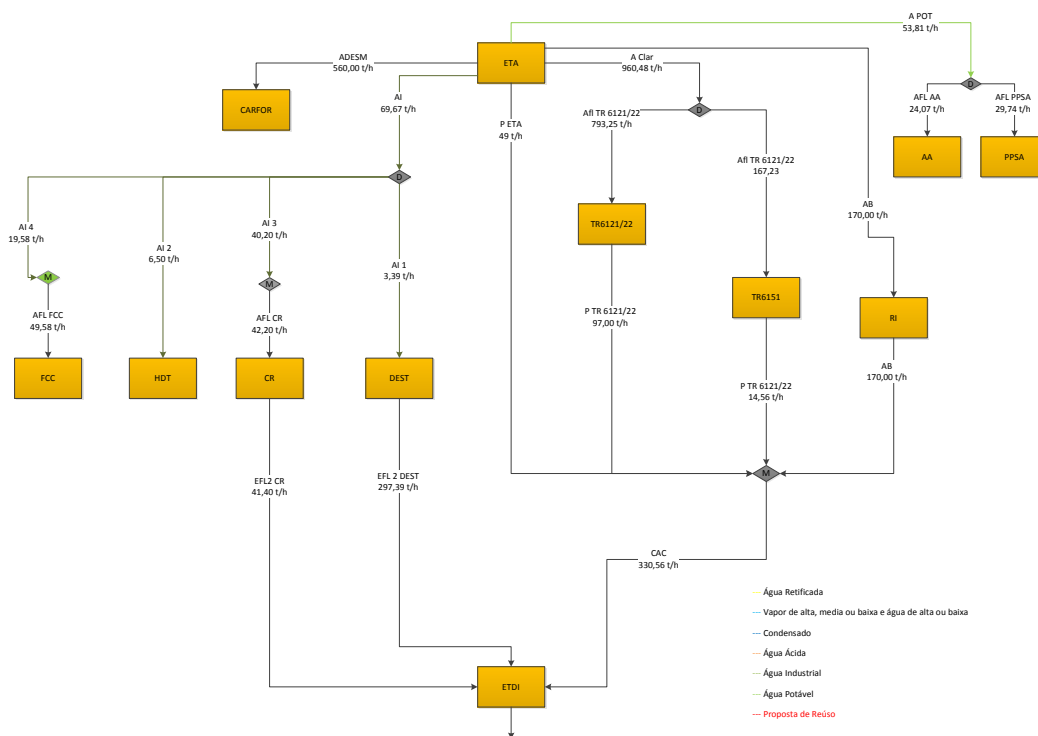 A POT
53,81 t/h
ETA
ADESM
560,00 t/h
A Clar
960,48 t/h
CARFOR
AI
69,67 t/h
D
D
AFL AA
24,07 t/h
AFL PPSA
29,74 t/h
P ETA
49 t/h
Afl TR 6121/22
793,25 t/h
AA
PPSA
Afl TR 6121/22
167,23
D
AB
170,00 t/h
TR6121/22
AI 4
19,58 t/h
AI 2
6,50 t/h
AI 3
40,20 t/h
AI 1
3,39 t/h
M
M
TR6151
RI
AFL FCC
49,58 t/h
AFL CR
42,20 t/h
P TR 6121/22
97,00 t/h
FCC
HDT
CR
DEST
AB
170,00 t/h
P TR 6121/22
14,56 t/h
M
EFL2 CR
41,40 t/h
EFL 2 DEST
297,39 t/h
CAC
330,56 t/h
--- Água Retificada
--- Vapor de alta, media ou baixa e água de alta ou baixa
--- Condensado
--- Água Ácida
--- Água Industrial
--- Água Potável
--- Proposta de Reúso
ETDI